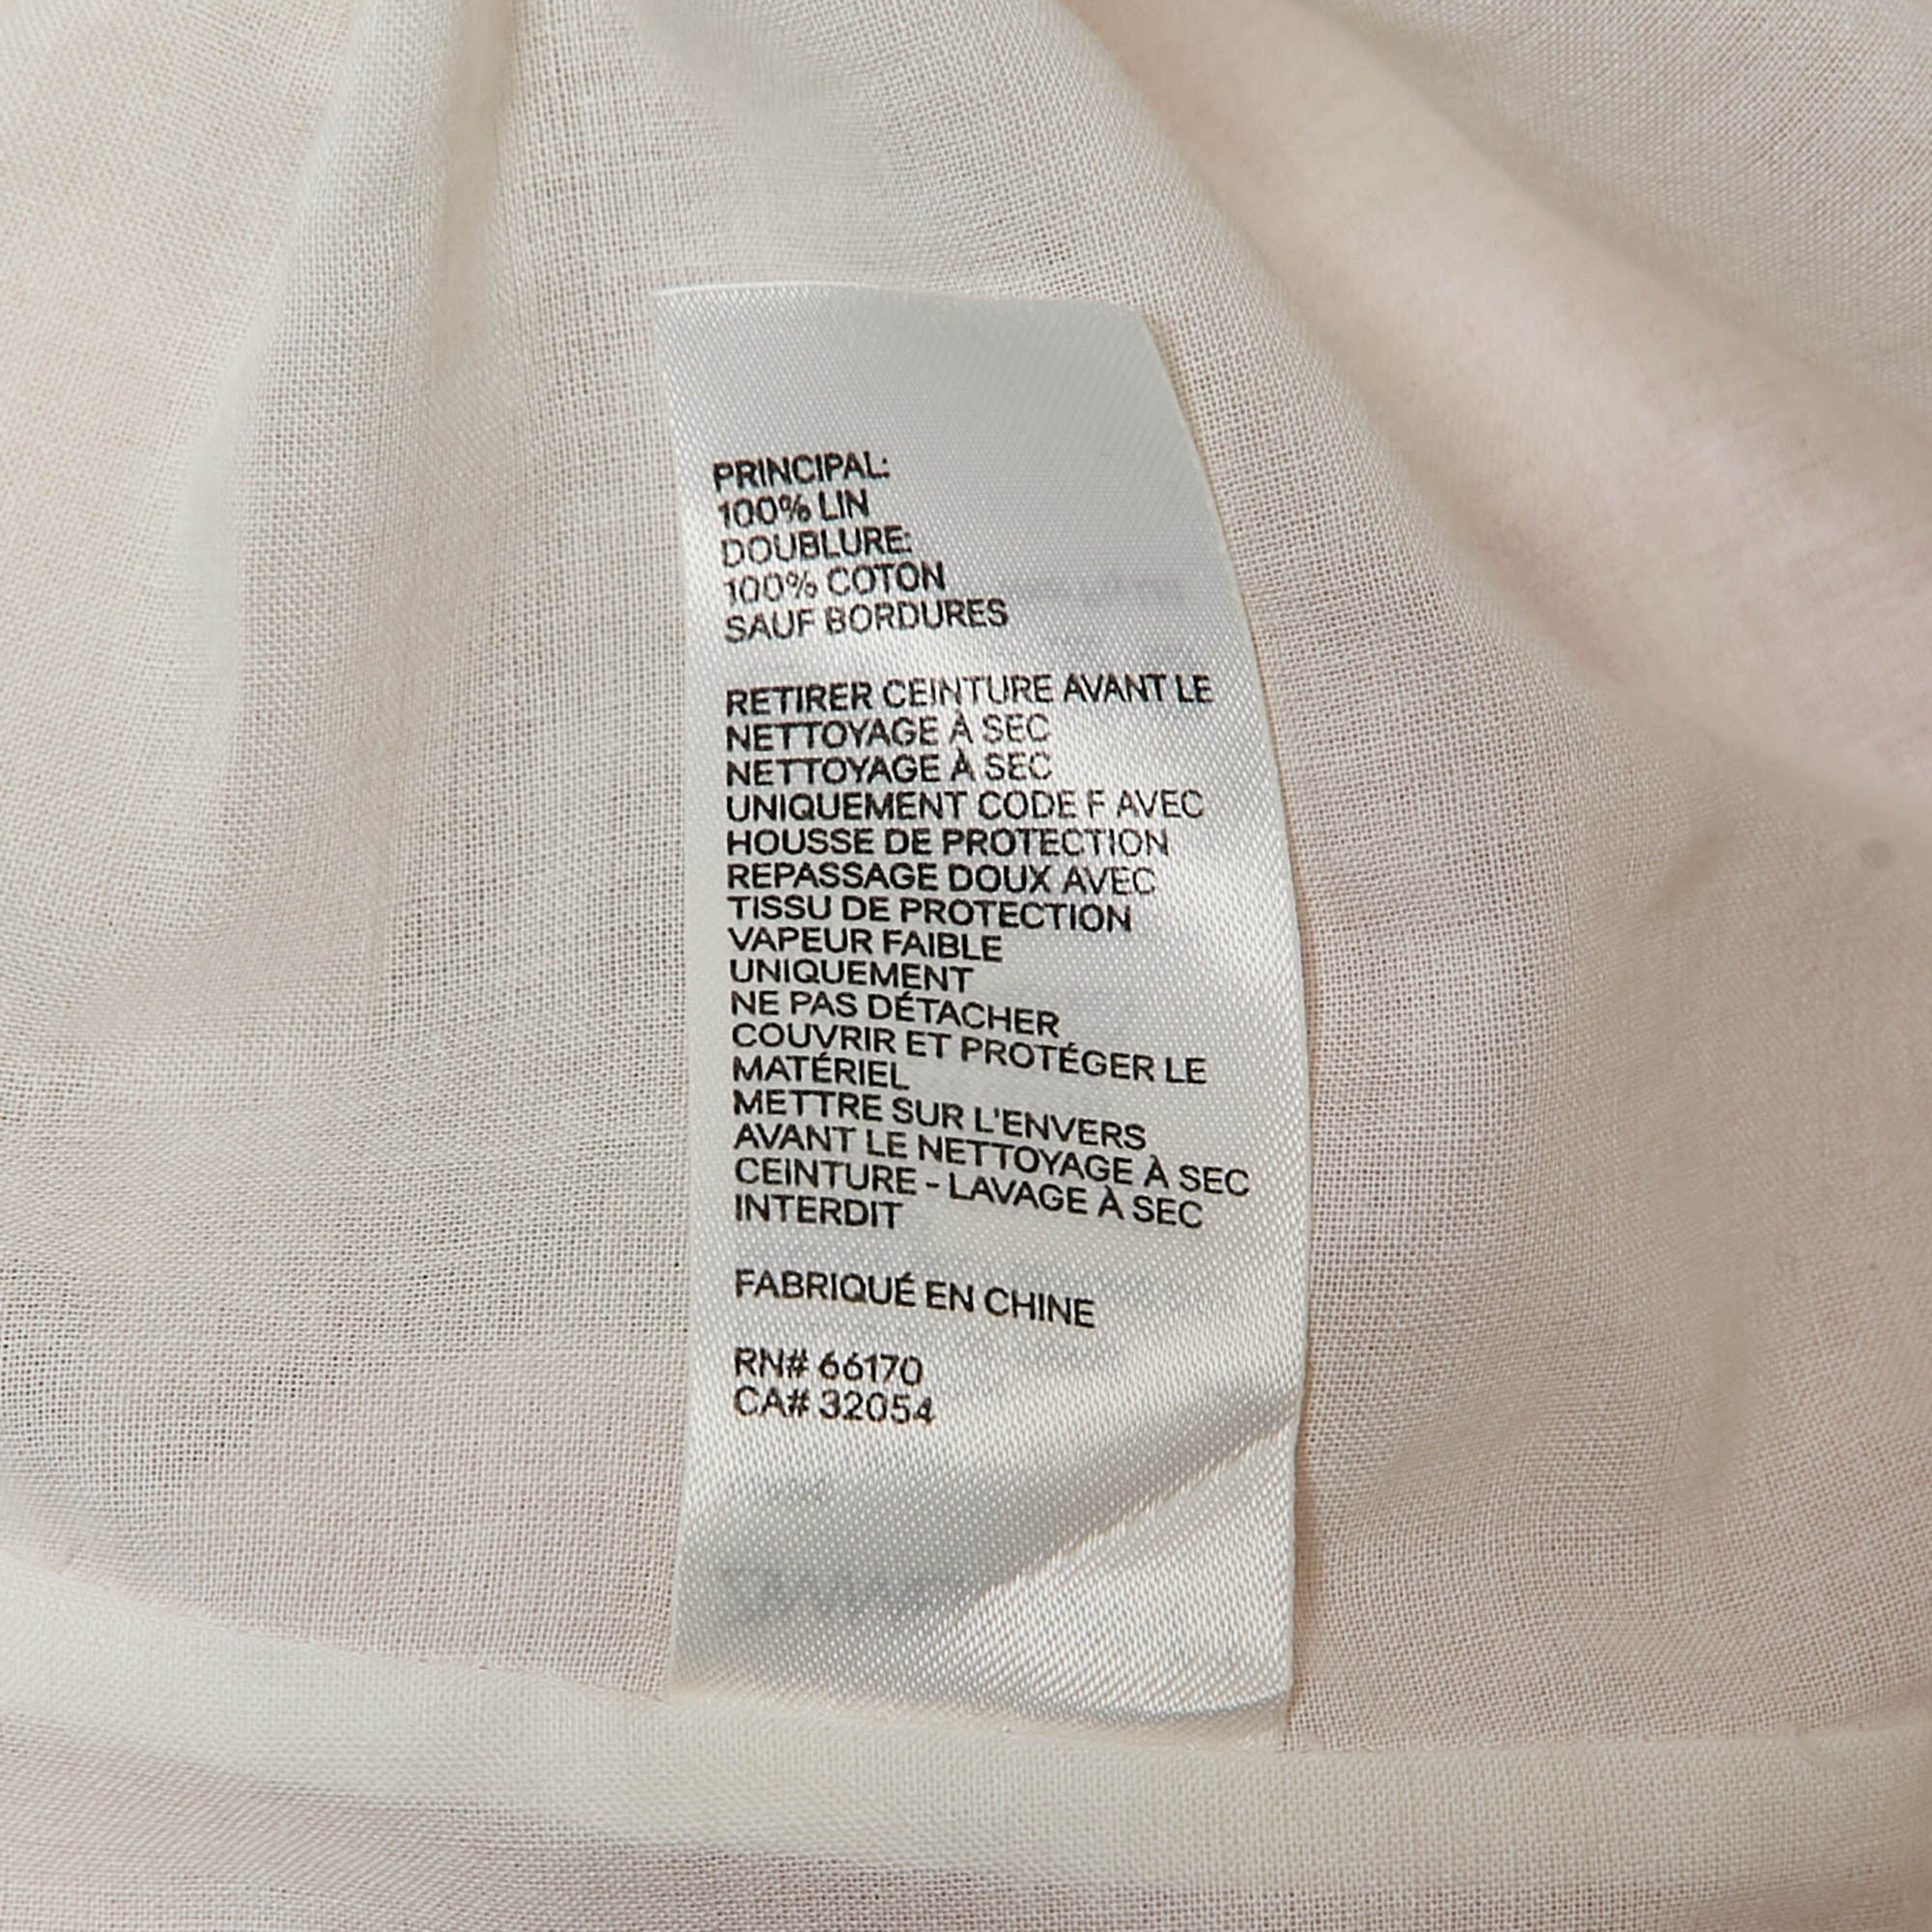 PRINCIPAL:
100% LIN
DOUBLURE:
100% COTON
SAUF BORDURES
RETIRER CEINTURE AVANT LE
NETTOYAGE À SEC
NETTOYAGE À SEC
UNIQUEMENT CODE F AVEC
HOUSSE DE PROTECTION
REPASSAGE DOUX AVEC
TISSU DE PROTECTION
VAPEUR FAIBLE
UNIQUEMENT
NE PAS DÉTACHER
COUVRIR ET PROTÉGER LE
MATÉRIEL
METTRE SUR L'ENVERS
AVANT LE NETTOYAGE À SEC
CEINTURE - LAVAGE À SEC
INTERDIT
FABRIQUÉ EN CHINE
RN# 66170
CA# 32054